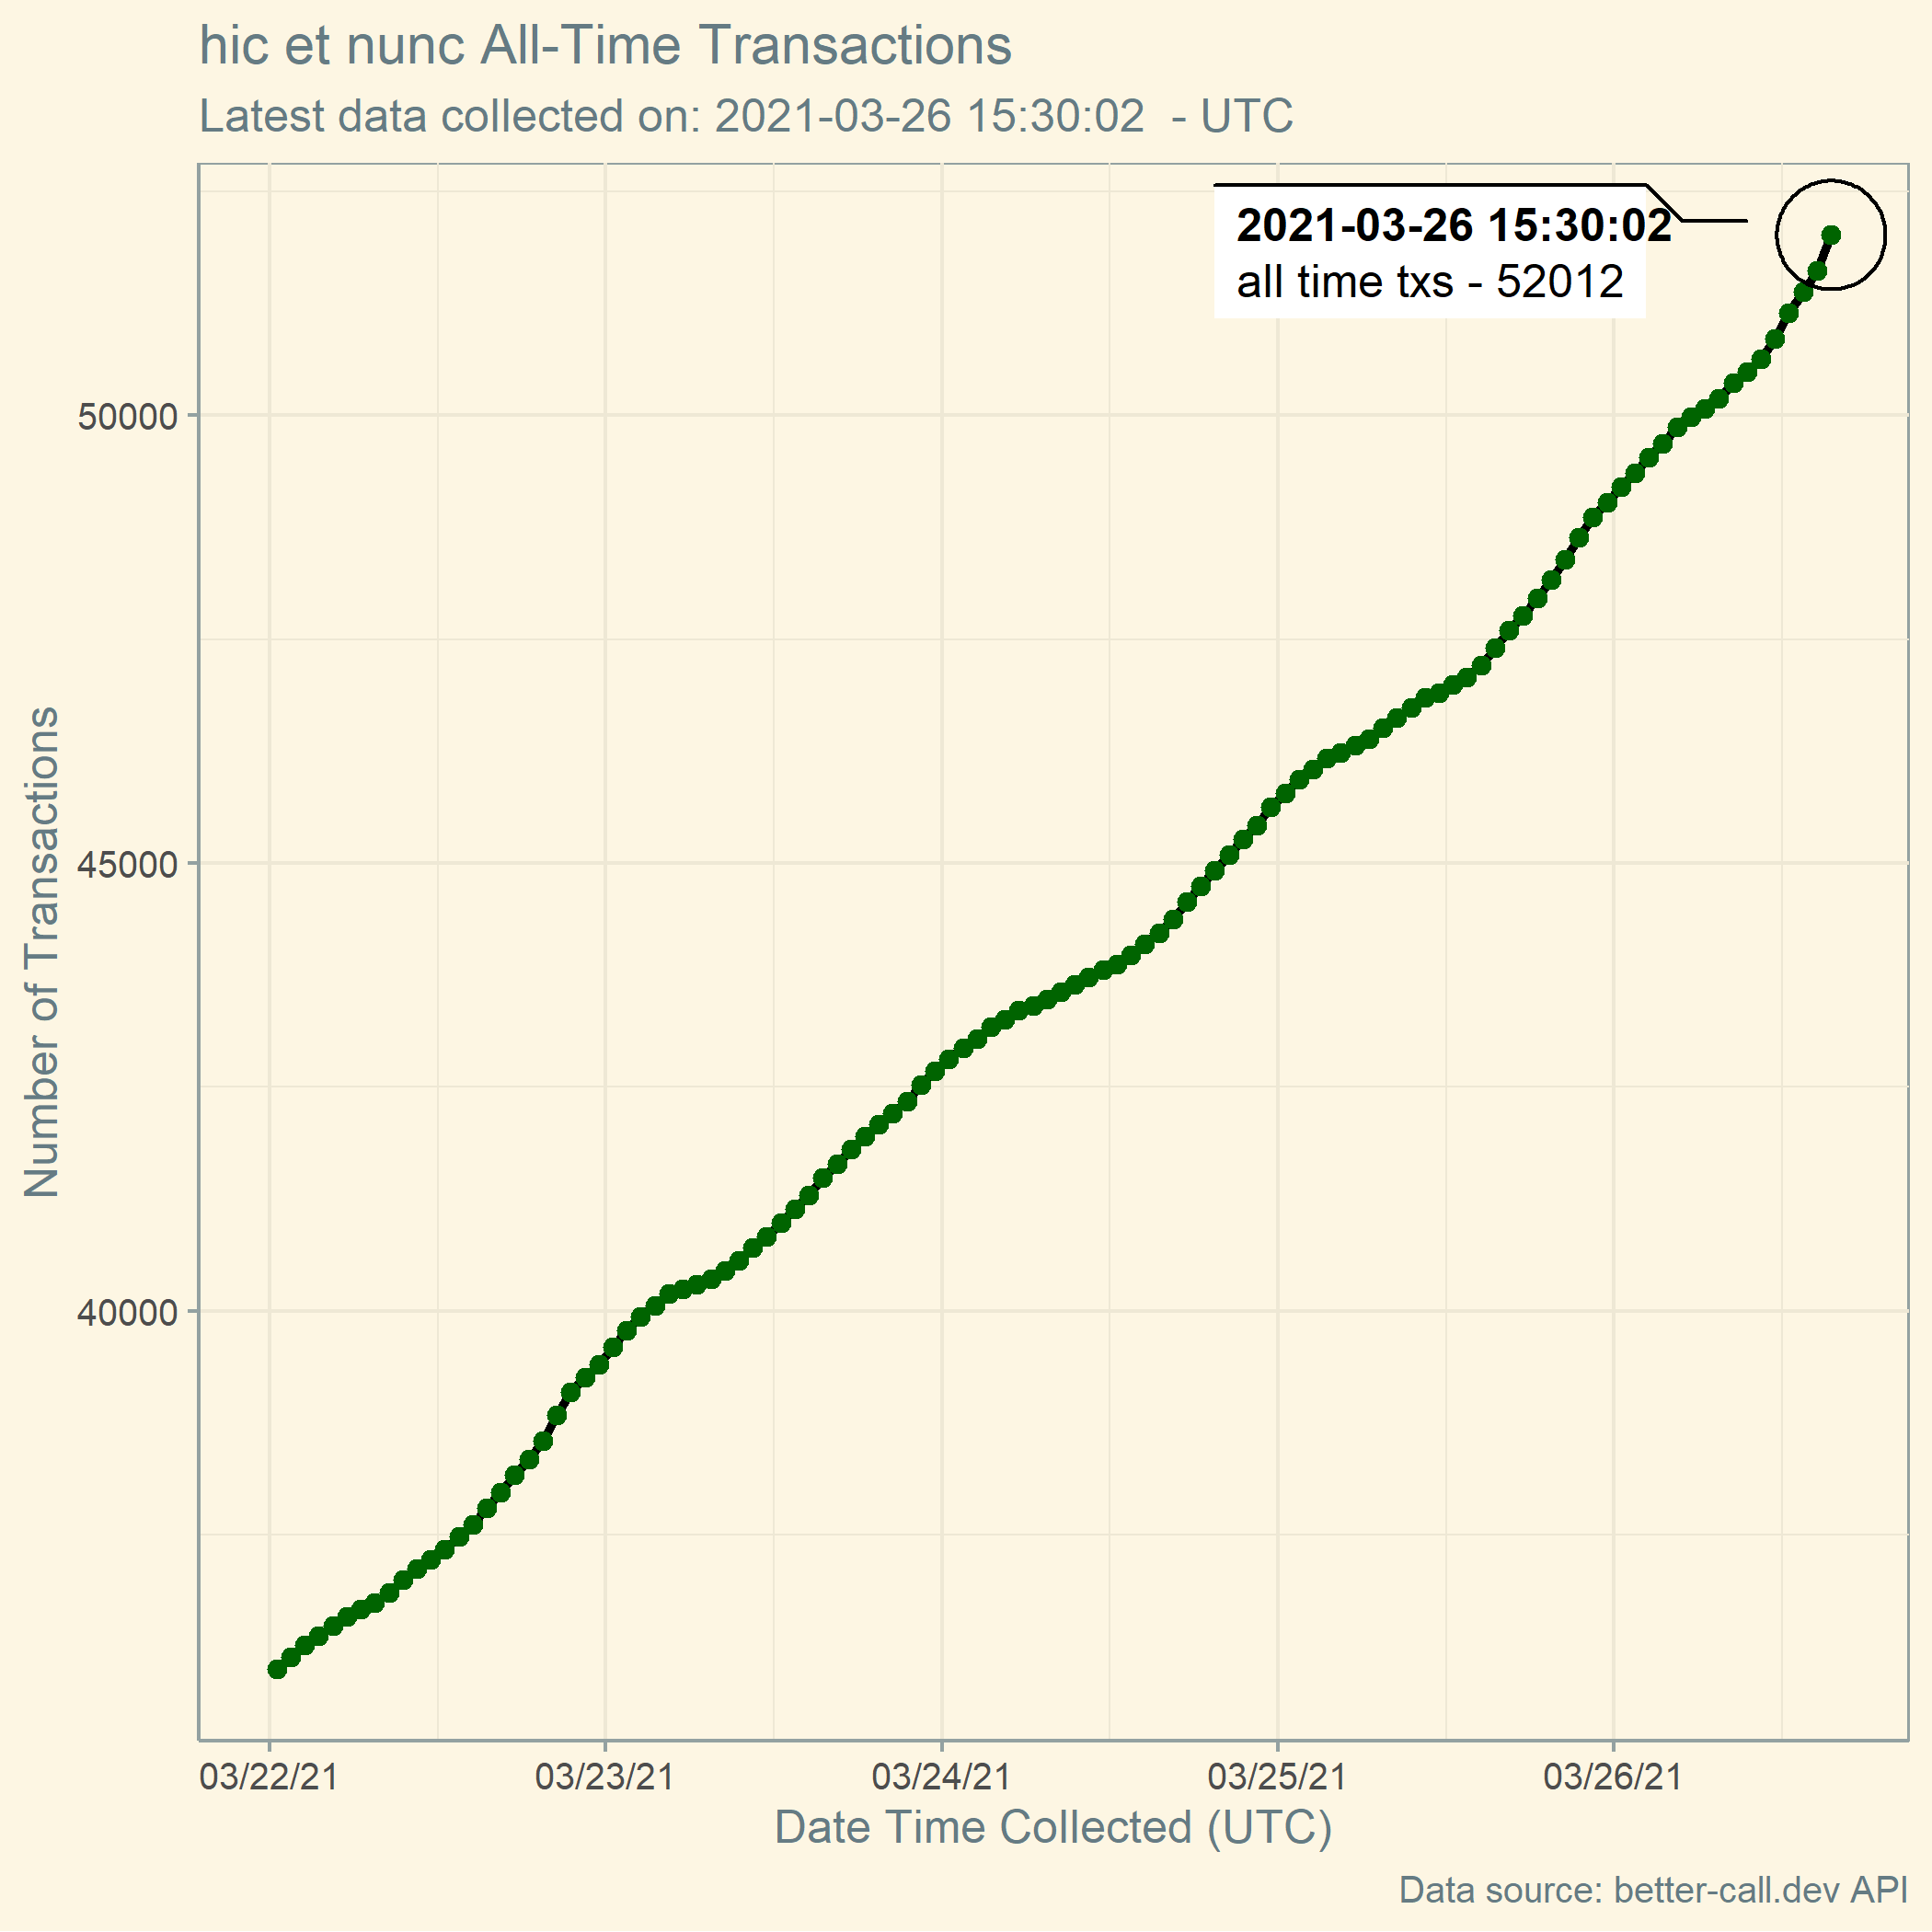 hic et nunc All-Time Transactions
Latest data collected on: 2021-03-26 15:30:02  - UTC
2021-03-26 15:30:02
all time txs - 52012
50000
45000
40000
Number of Transactions
03/22/21 03/23/21 03/24/21 03/25/21 03/26/21
Date Time Collected (UTC)
Data source: better-call.dev API